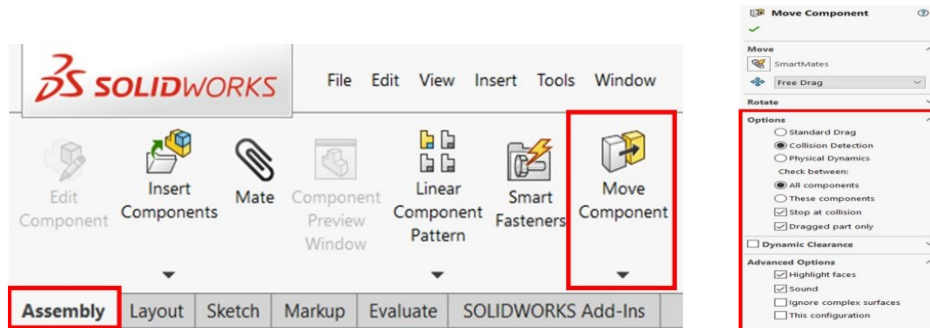 SOLIDWORKS
File Edit View Insert Tools Window
Edit
Component
Insert
Components
Mate
Component
Preview
Window
Linear
Component
Pattern
Smart
Fasteners
Move
Component
Assembly Layout Sketch Markup Evaluate SOLIDWORKS Add-Ins
Move Component
Move
SmartMates
Free Drag
Rotate
Options
Standard Drag
Collision Detection
Physical Dynamics
Check between:
All components
These components
Stop at collision
Dragged part only
Dynamic Clearance
Advanced Options
Highlight faces
Sound
Ignore complex surfaces
This configuration